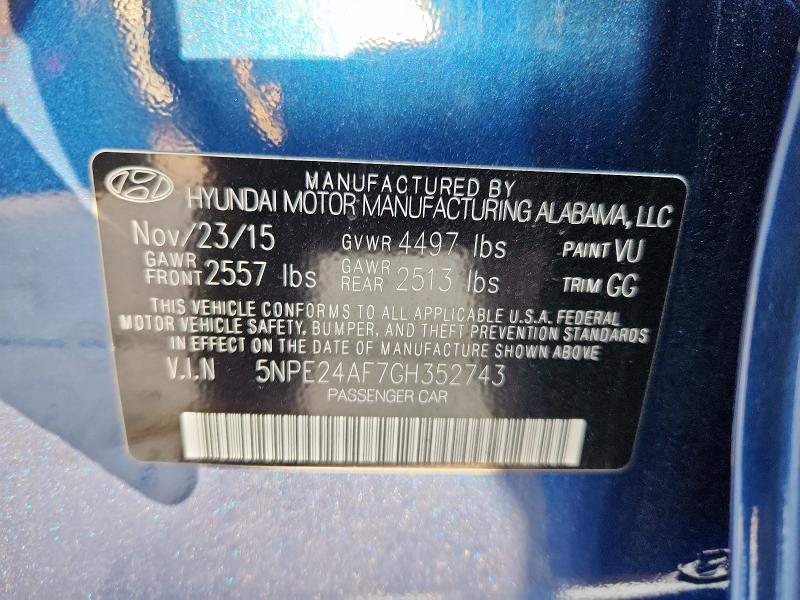 MANUFACTURED BY
HYUNDAI MOTOR MANUFACTURING ALABAMA, LLC
Nov/23/15 GVWR 4497 lbs PAINT VU
GAWR FRONT 2557 lbs GAWR REAR 2513 lbs TRIM GG
THIS VEHICLE CONFORMS TO ALL APPLICABLE U.S.A. FEDERAL
MOTOR VEHICLE SAFETY, BUMPER, AND THEFT PREVENTION STANDARDS
IN EFFECT ON THE DATE OF MANUFACTURE SHOWN ABOVE
V.I.N 5NPE24AF7GH352743
PASSENGER CAR